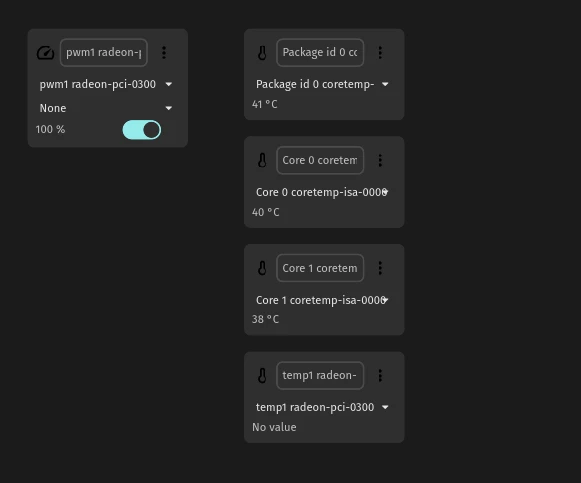 pwm1 radeon-p
pwm1 radeon-pci-0300
None
100 %
Package id 0 co
Package id 0 coretemp-
41 °C
Core 0 coretem
Core 0 coretemp-isa-0000
40 °C
Core 1 coretem
Core 1 coretemp-isa-0000
38 °C
temp1 radeon-
temp1 radeon-pci-0300
No value